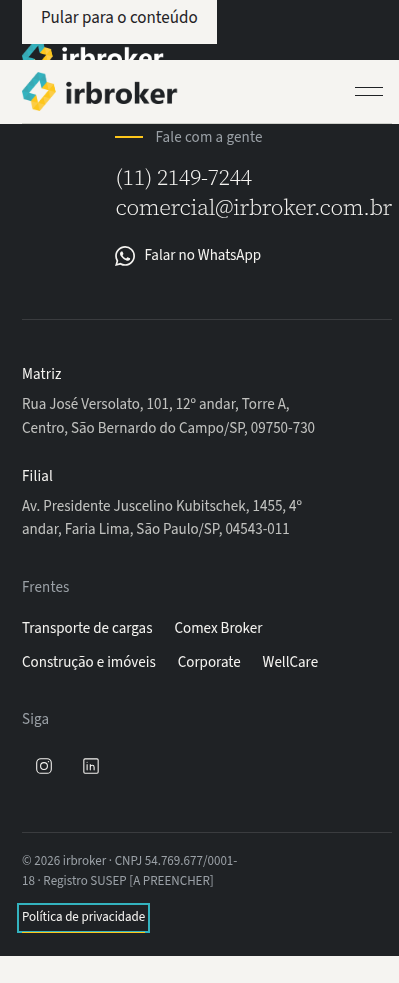 Pular para o conteúdo
irbroker
irbroker
Fale com a gente
(11) 2149-7244
comercial@irbroker.com.br
Falar no WhatsApp
Matriz
Rua José Versolato, 101, 12º andar, Torre A,
Centro, São Bernardo do Campo/SP, 09750-730
Filial
Av. Presidente Juscelino Kubitschek, 1455, 4º
andar, Faria Lima, São Paulo/SP, 04543-011
Frentes
Transporte de cargas Comex Broker
Construção e imóveis Corporate WellCare
Siga
© 2026 irbroker · CNPJ 54.769.677/0001-
18 · Registro SUSEP [A PREENCHER]
Política de privacidade